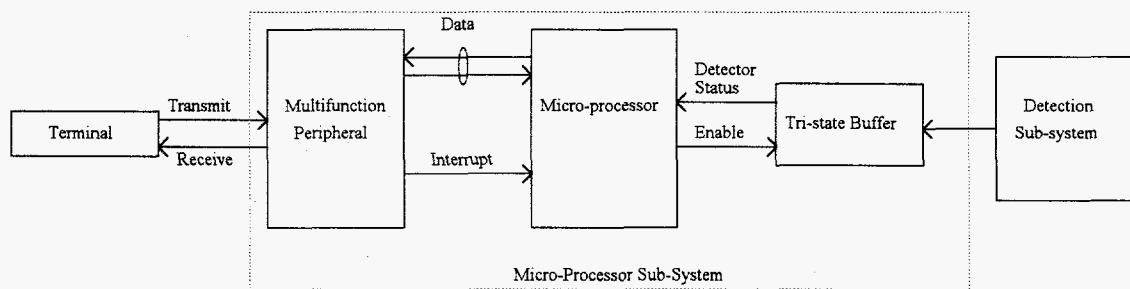 Data
Transmit
Terminal
Receive
Multifunction
Peripheral
Interrupt
Micro-processor
Detector
Status
Enable
Tri-state Buffer
Detection
Sub-system
Micro-Processor Sub-System